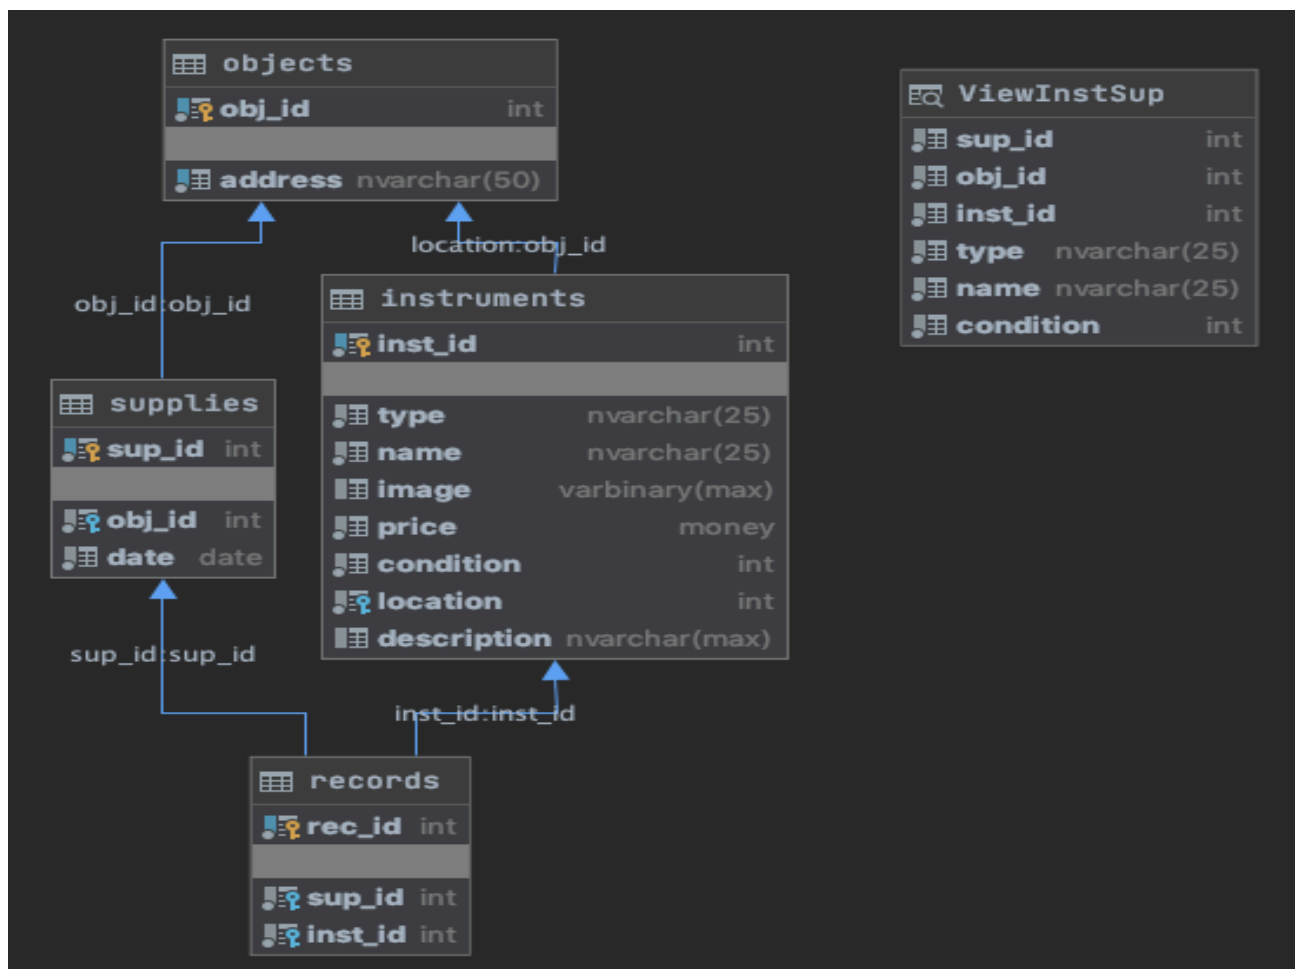 objects
obj_id int
address nvarchar(50)
ViewInstSup
sup_id int
obj_id int
inst_id int
type nvarchar(25)
name nvarchar(25)
condition int
location:obj_id
obj_id:obj_id
instruments
inst_id int
type nvarchar(25)
name nvarchar(25)
image varbinary(max)
price money
condition int
location int
description nvarchar(max)
supplies
sup_id int
obj_id int
date date
sup_id:sup_id
inst_id:inst_id
records
rec_id int
sup_id int
inst_id int